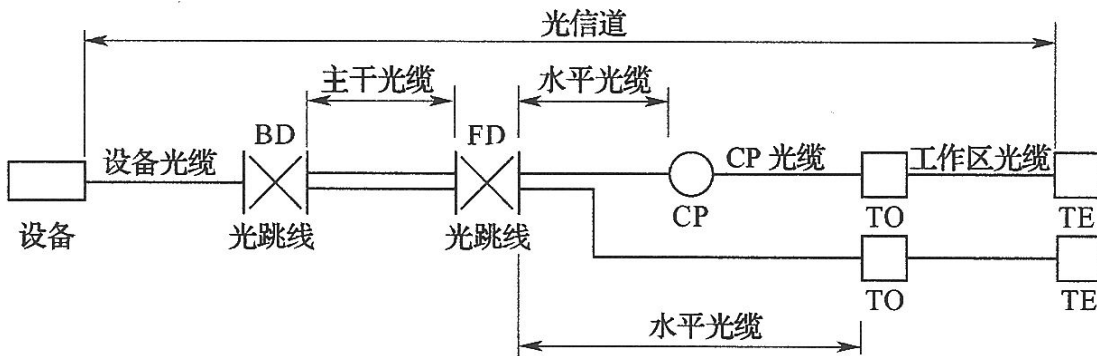 光信道
主干光缆
水平光缆
BD
FD
设备光缆
CP 光缆
工作区光缆
设备
光跳线
光跳线
CP
TO
TE
TO
TE
水平光缆